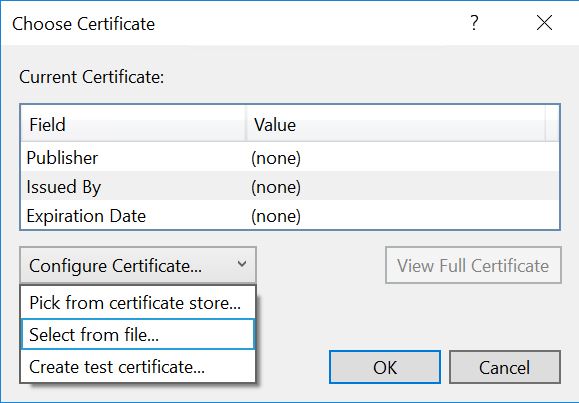 Choose Certificate ?
Current Certificate:
Field Value
Publisher (none)
Issued By (none)
Expiration Date (none)
Configure Certificate... View Full Certificate
Pick from certificate store...
Select from file...
Create test certificate...
OK Cancel